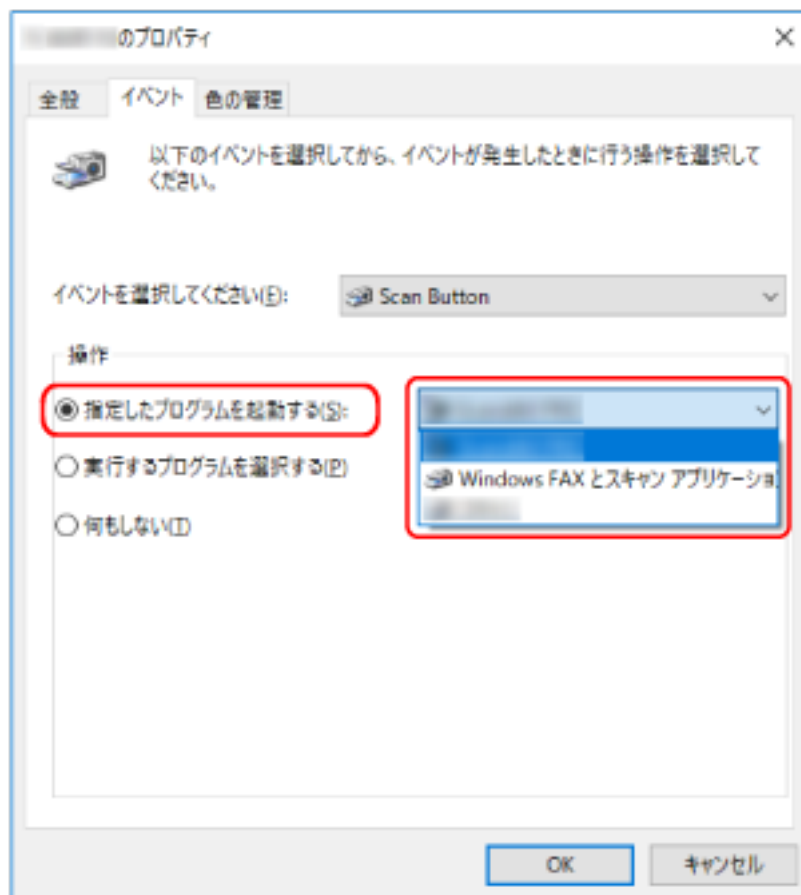 のプロパティ
全般 イベント 色の管理
以下のイベントを選択してから、イベントが発生したときに行う操作を選択して
ください。
イベントを選択してください(E): Scan Button
操作
指定したプログラムを起動する(S):
実行するプログラムを選択する(P)
Windows FAX とスキャン アプリケーショ
何もしない(T)
OK キャンセル